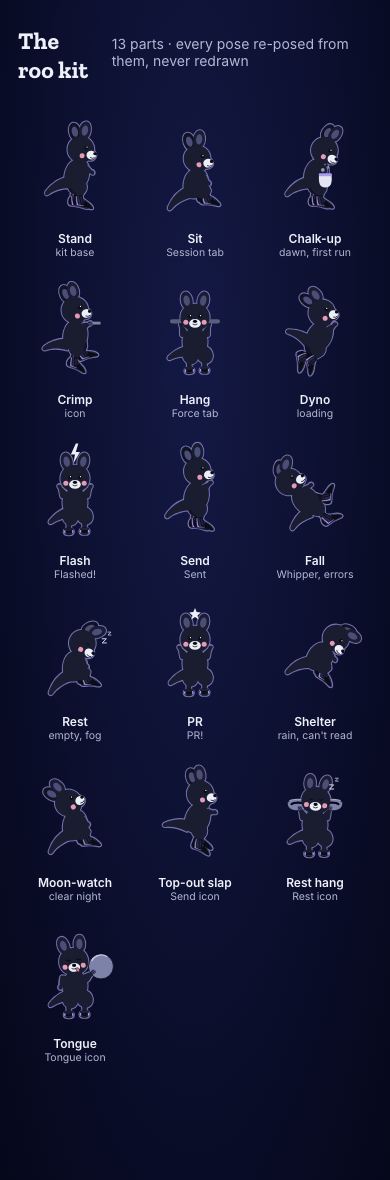 The
roo kit
13 parts · every pose re-posed from
them, never redrawn
Stand
kit base
Sit
Session tab
Chalk-up
dawn, first run
Crimp
icon
Hang
Force tab
Dyno
loading
Flash
Flashed!
Send
Sent
Fall
Whipper, errors
z
z
Rest
empty, fog
PR
PR!
Shelter
rain, can't read
Moon-watch
clear night
Top-out slap
Send icon
z
z
Rest hang
Rest icon
Tongue
Tongue icon